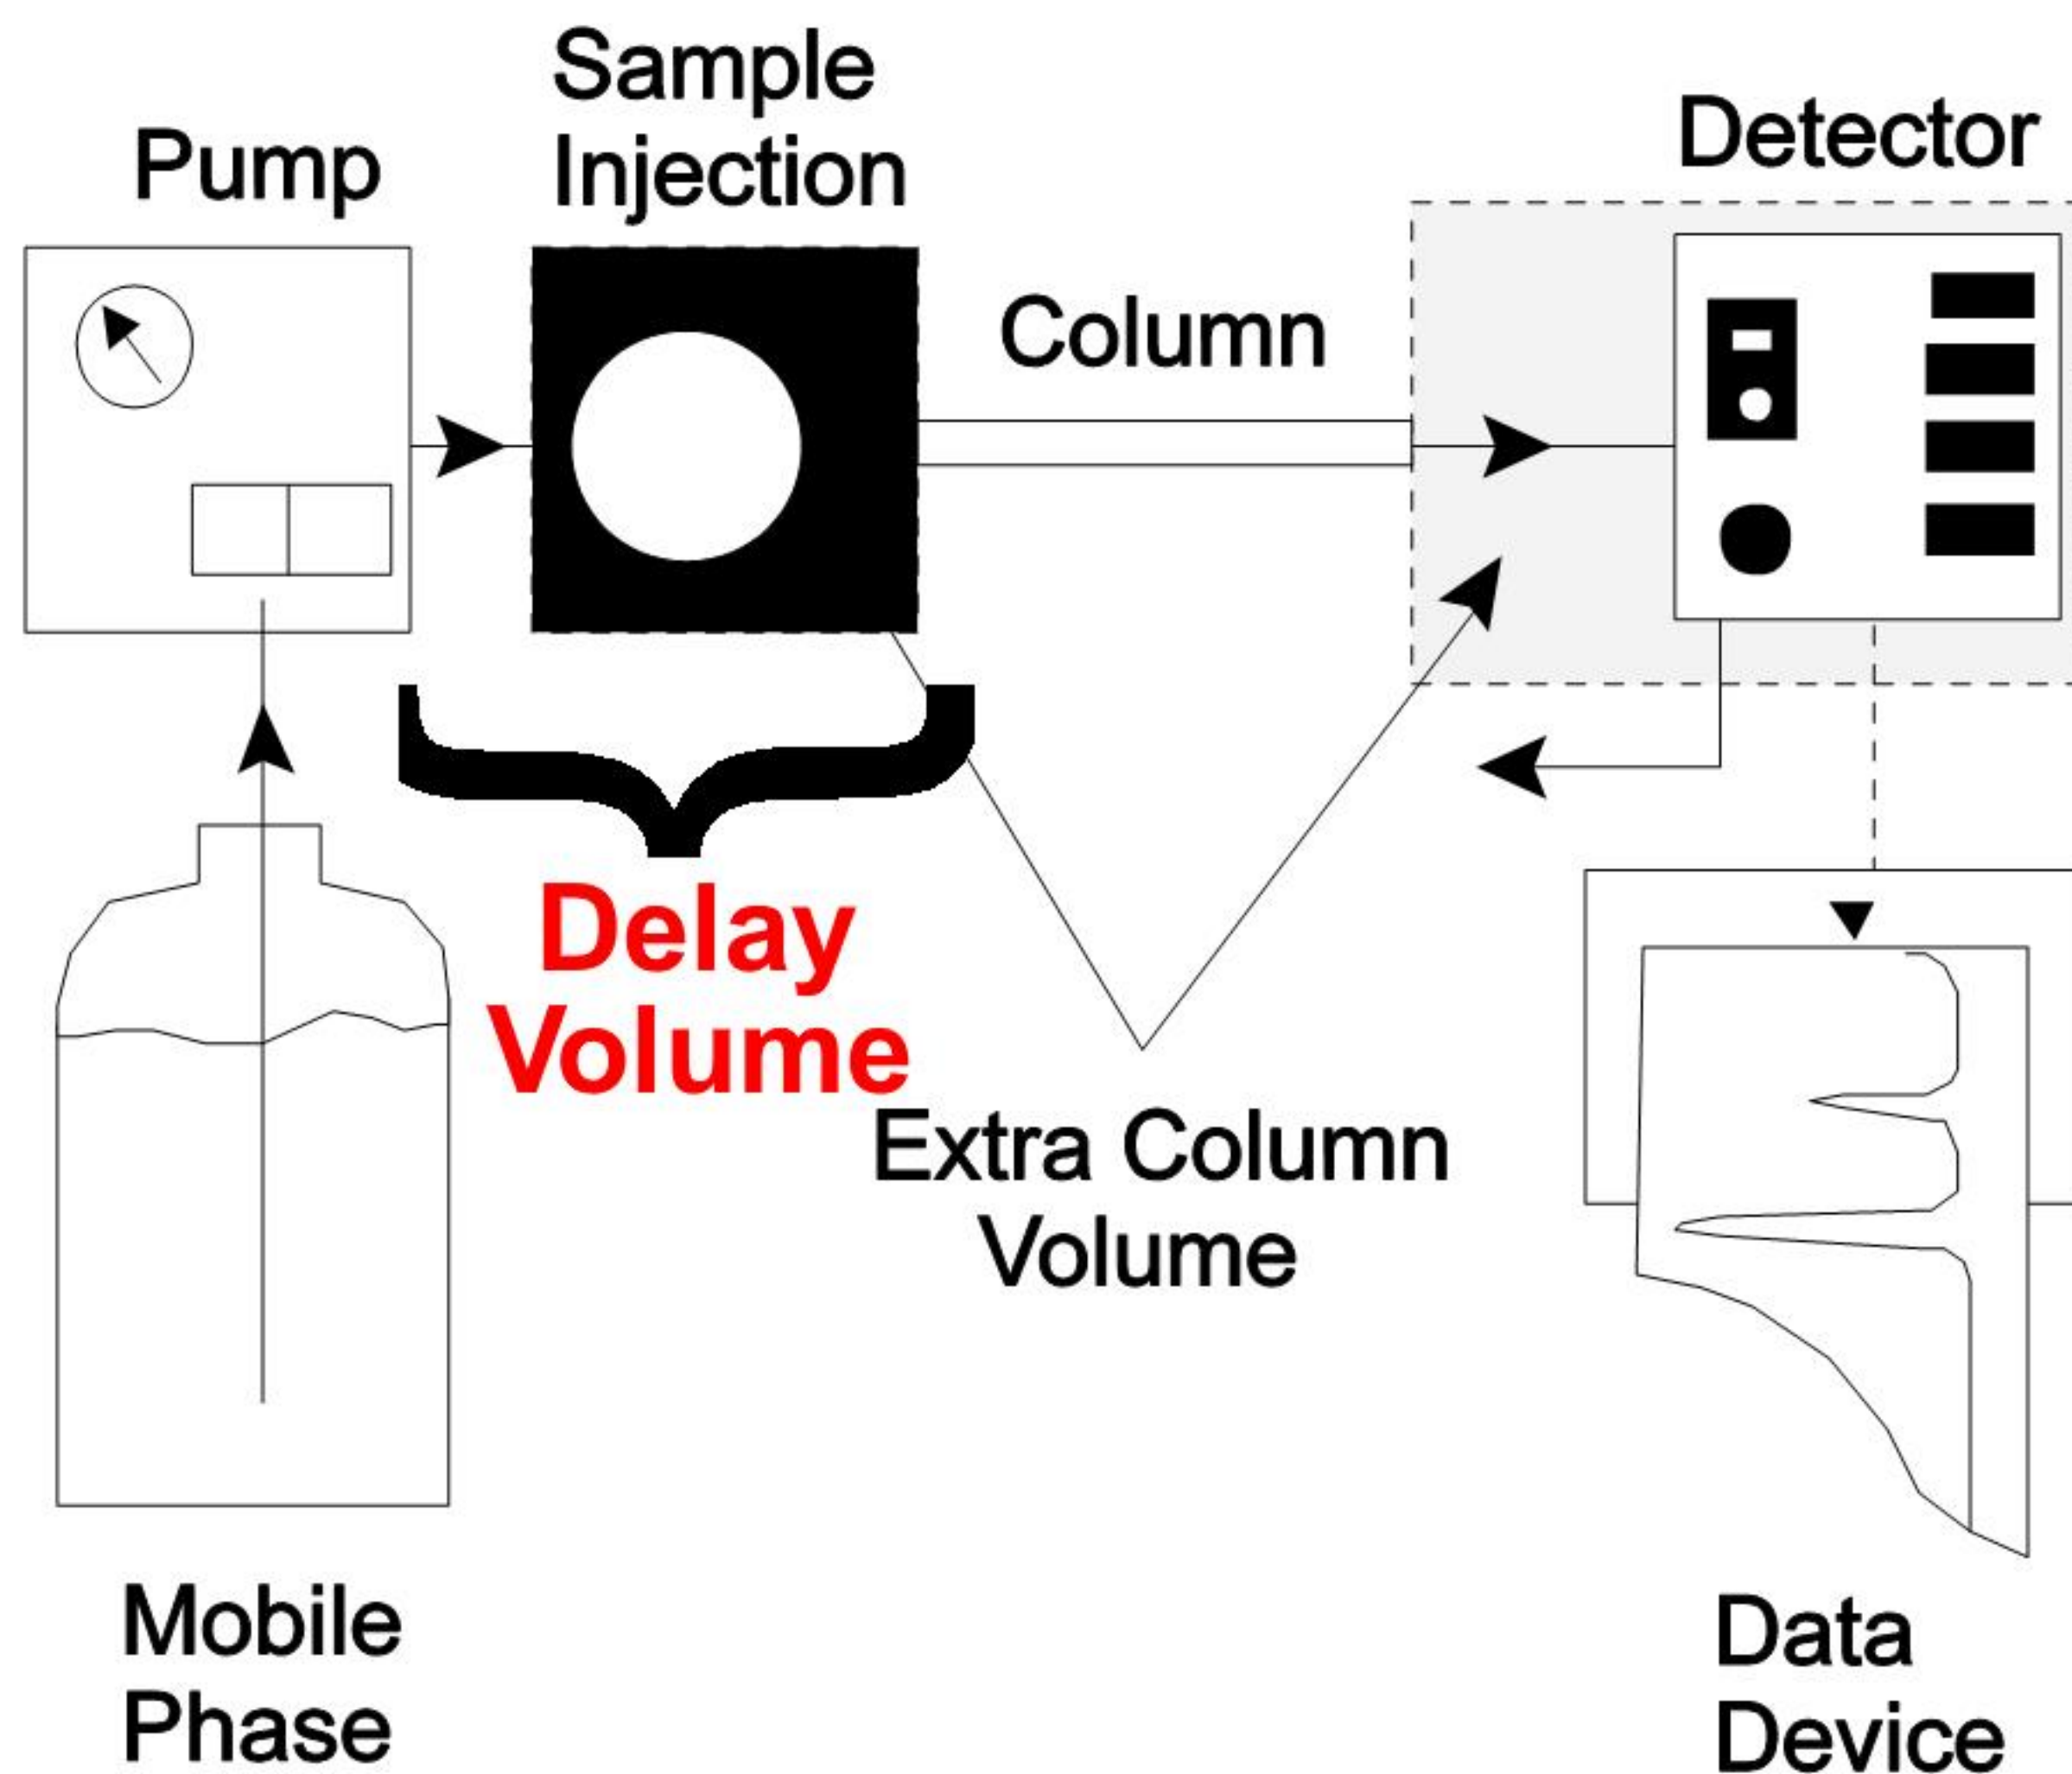 Sample
Injection
Pump
Detector
Column
Delay
Volume
Extra Column
Volume
Mobile
Phase
Data
Device